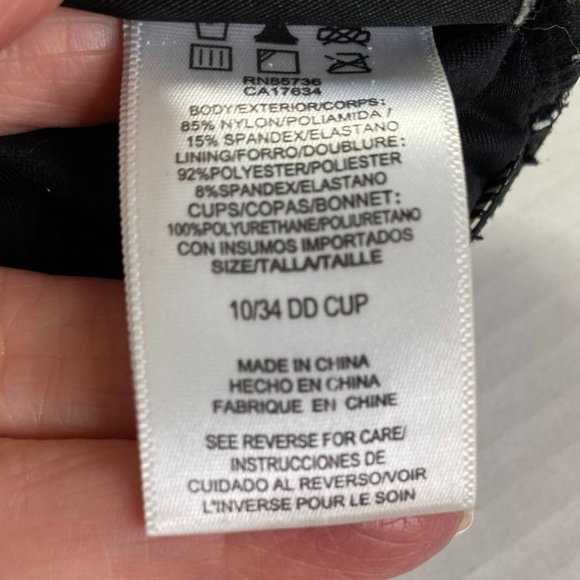 RN85736
CA17634
BODY/EXTERIOR/CORPS:
85% NYLON/POLIAMIDA/
15% SPANDEX/ELASTANO
LINING/FORRO/DOUBLURE:
92%POLYESTER/POLIESTER
8%SPANDEX/ELASTANO
CUPS/COPAS/BONNET:
100%POLYURETHANE/POLIURETANO
CON INSUMOS IMPORTADOS
SIZE/TALLA/TAILLE
10/34 DD CUP
MADE IN CHINA
HECHO EN CHINA
FABRIQUE EN CHINE
SEE REVERSE FOR CARE/
INSTRUCCIONES DE
CUIDADO AL REVERSO/VOIR
L'INVERSE POUR LE SOIN